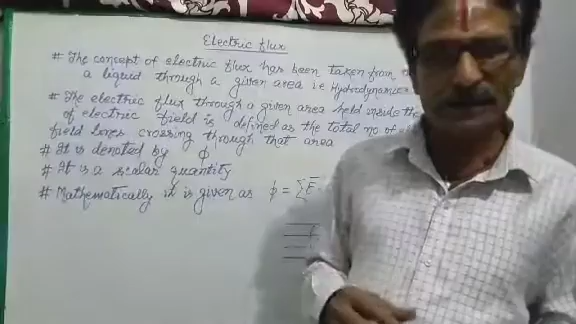 Electric flux
# The concept of electric flux has been taken from
a liquid through a given area i.e Hydrodynamics
# The electric flux through a given area held inside the
of electric field is defined as the total no of
field lines crossing through that area
# It is denoted by ϕ
# It is a scalar quantity
# Mathematically it is given as ϕ = ∑ E